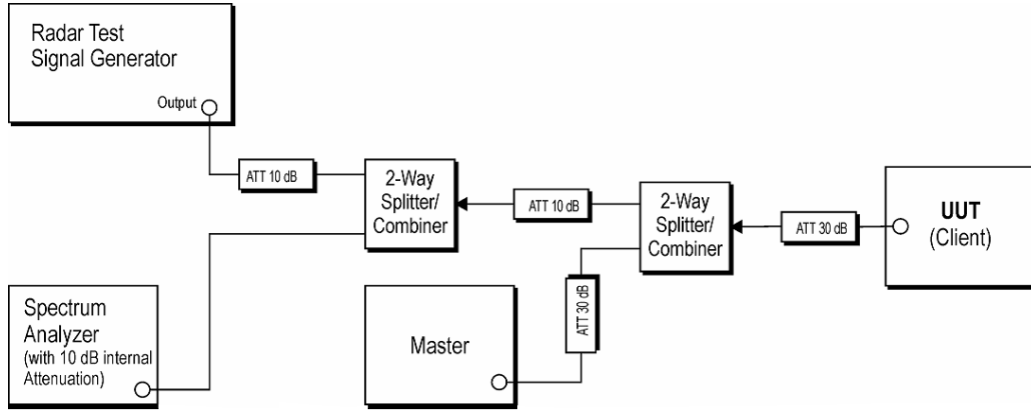 Radar Test
Signal Generator
Output
ATT 10 dB
2-Way
Splitter/
Combiner
ATT 10 dB
2-Way
Splitter/
Combiner
ATT 30 dB
UUT
(Client)
Spectrum
Analyzer
(with 10 dB internal
Attenuation)
Master
ATT 30 dB